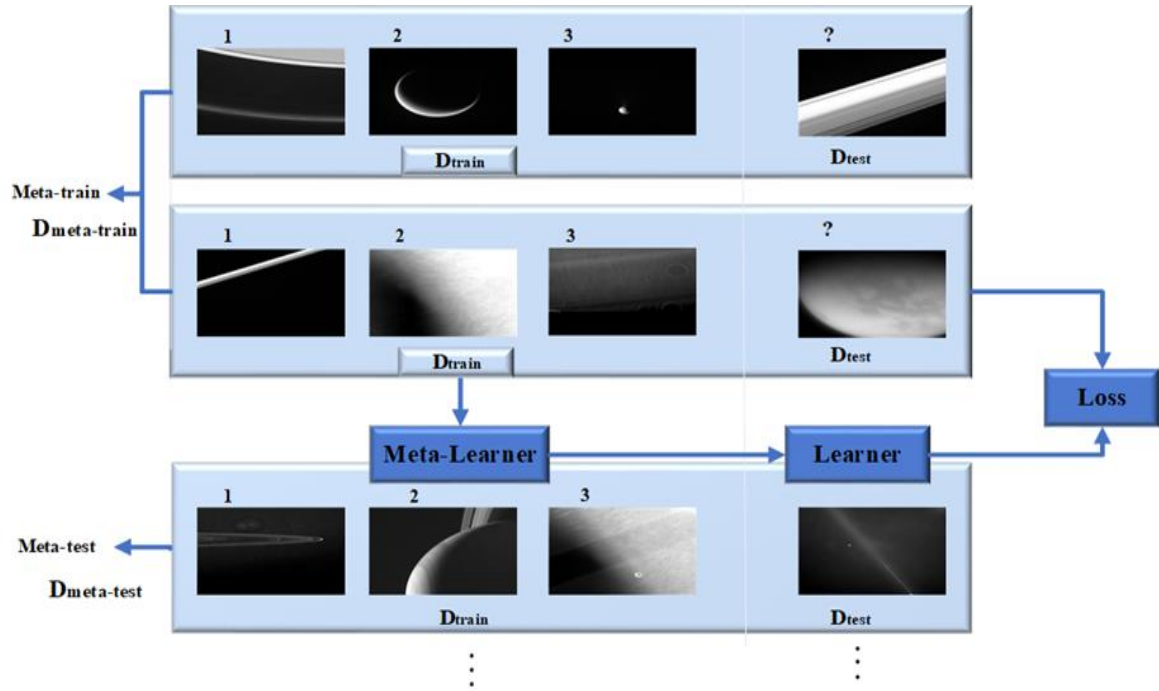 1 2 3 ?
Dtrain Dtest
Meta-train
Dmeta-train
1 2 3 ?
Dtrain Dtest
Loss
Meta-Learner Learner
1 2 3
Meta-test
Dmeta-test
Dtrain Dtest